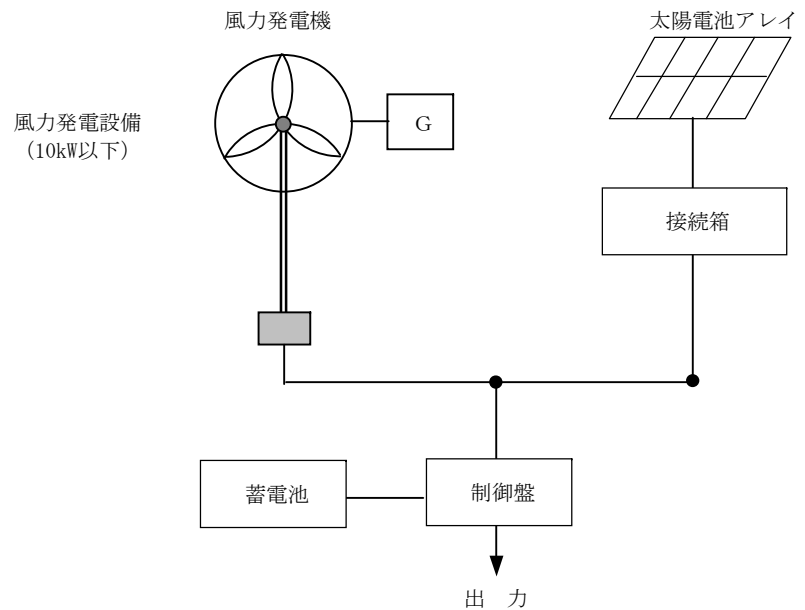 風力発電機
太陽電池アレイ
風力発電設備
（10kW以下）
G
接続箱
蓄電池
制御盤
出 力